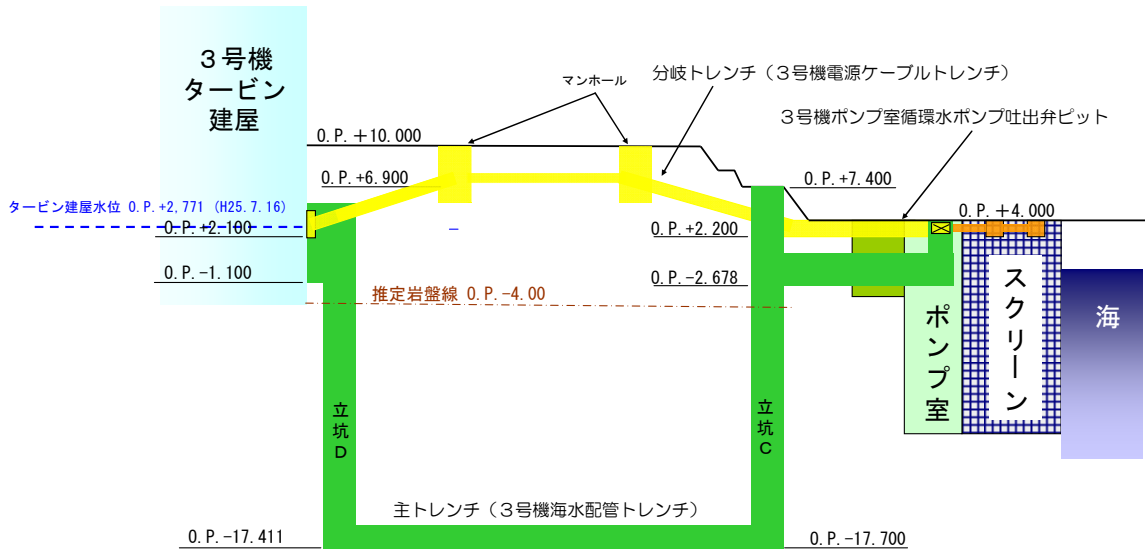 3号機
タービン
建屋
マンホール
分岐トレンチ（3号機電源ケーブルトレンチ）
3号機ポンプ室循環水ポンプ吐出弁ピット
O.P.＋10.000
O.P.+6.900
O.P.+7.400
タービン建屋水位 O.P.+2,771 (H25.7.16)
O.P.＋4.000
O.P.+2.100
O.P.+2.200
O.P.-1.100
O.P.-2.678
推定岩盤線 O.P.-4.00
スクリーン
海
ポンプ室
立坑D
立坑C
主トレンチ（3号機海水配管トレンチ）
O.P.-17.411
O.P.-17.700